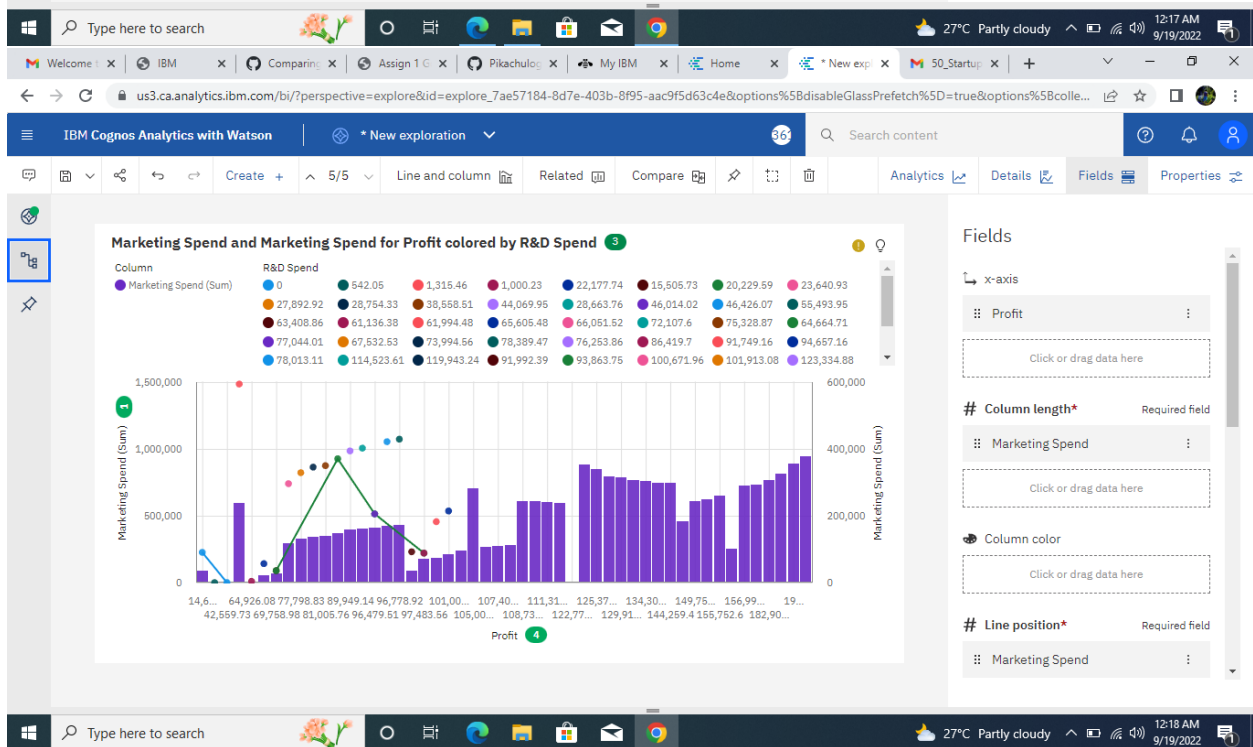 Type here to search
27°C Partly cloudy
12:17 AM
9/19/2022
1
Welcome t
IBM
Comparing
Assign 1 G
Pikachulog
My IBM
Home
* New expl
50_Startup
us3.ca.analytics.ibm.com/bi/?perspective=explore&id=explore_7ae57184-8d7e-403b-8f95-aac9f5d63c4e&options%5BdisableGlassPrefetch%5D=true&options%5Bcolle...
IBM Cognos Analytics with Watson
* New exploration
Search content
Create +
5/5
Line and column
Related
Compare
Analytics
Details
Fields
Properties
Marketing Spend and Marketing Spend for Profit colored by R&D Spend 3
Column
Marketing Spend (Sum)
R&D Spend
0 542.05 1,315.46 1,000.23 22,177.74 15,505.73 20,229.59 23,640.93
27,892.92 28,754.33 38,558.51 44,069.95 28,663.76 46,014.02 46,426.07 55,493.95
63,408.86 61,136.38 61,994.48 65,605.48 66,051.52 72,107.6 75,328.87 64,664.71
77,044.01 67,532.53 73,994.56 78,389.47 76,253.86 86,419.7 91,749.16 94,657.16
78,013.11 114,523.61 119,943.24 91,992.39 93,863.75 100,671.96 101,913.08 123,334.88
1,500,000
1,000,000
500,000
0
Marketing Spend (Sum)
1
600,000
400,000
200,000
0
Marketing Spend (Sum)
14,6... 64,926.08 77,798.83 89,949.14 96,778.92 101,00... 107,40... 111,31... 125,37... 134,30... 149,75... 156,99... 19...
42,559.73 69,758.98 81,005.76 96,479.51 97,483.56 105,00... 108,73... 122,77... 129,91... 144,259.4 155,752.6 182,90...
Profit 4
Fields
x-axis
Profit
Click or drag data here
# Column length* Required field
Marketing Spend
Click or drag data here
Column color
Click or drag data here
# Line position* Required field
Marketing Spend
Type here to search
27°C Partly cloudy
12:18 AM
9/19/2022
1